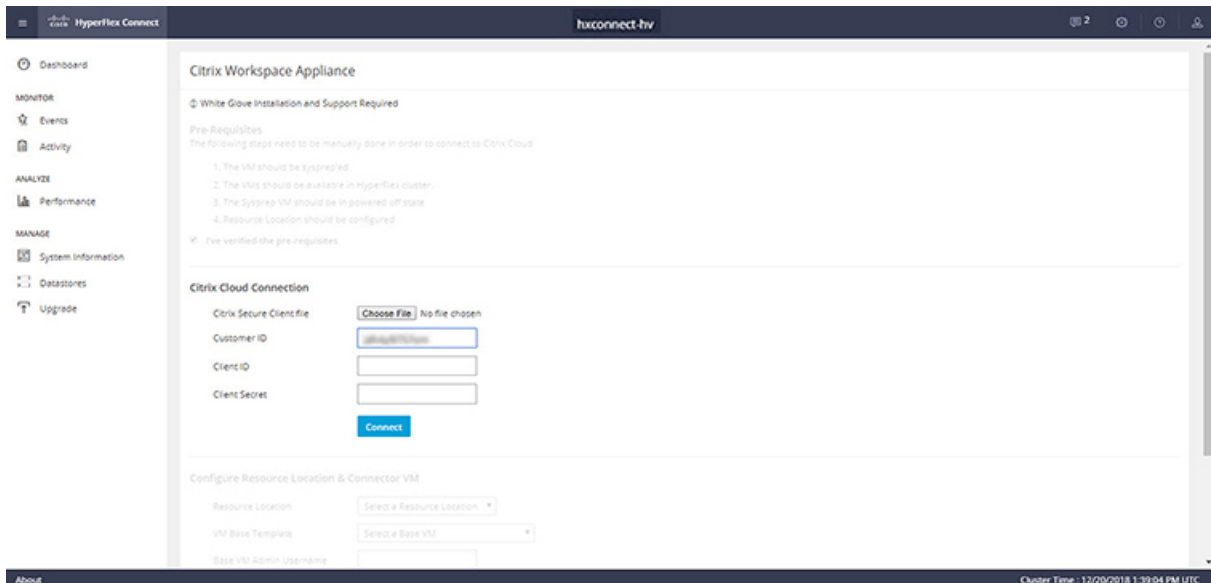 cisco HyperFlex Connect
hxconnect-hv
2
Dashboard
MONITOR
Events
Activity
ANALYZE
Performance
MANAGE
System Information
Datastores
Upgrade
Citrix Workspace Appliance
White Glove Installation and Support Required
Pre-Requisites
The following steps need to be manually done in order to connect to Citrix Cloud
1. The VM should be sysprep'ed.
2. The VMs should be available in Hyperflex cluster.
3. The Sysprep VM should be in powered off state
4. Resource Location should be configured
I've verified the pre-requisites
Citrix Cloud Connection
Citrix Secure Client file Choose File No file chosen
Customer ID
Client ID
Client Secret
Connect
Configure Resource Location & Connector VM
Resource Location Select a Resource Location
VM Base Template Select a Base VM
Base VM Admin Username
About Cluster Time : 12/20/2018 1:39:04 PM UTC